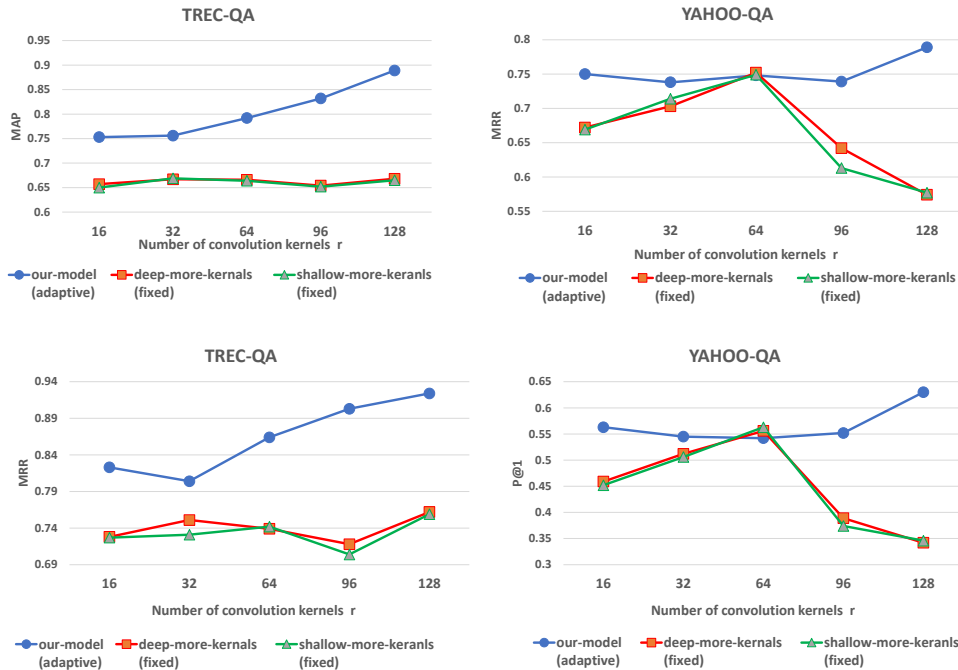 TREC-QA
0.95
0.9
0.85
0.8
0.75
0.7
0.65
0.6
MAP
16 32 64 96 128
Number of convolution kernels r
our-model (adaptive)
deep-more-kernals (fixed)
shallow-more-keranls (fixed)
YAHOO-QA
0.8
0.75
0.7
0.65
0.6
0.55
MRR
16 32 64 96 128
Number of convolution kernels r
our-model (adaptive)
deep-more-kernals (fixed)
shallow-more-keranls (fixed)
TREC-QA
0.94
0.89
0.84
0.79
0.74
0.69
MRR
16 32 64 96 128
Number of convolution kernels r
our-model (adaptive)
deep-more-kernals (fixed)
shallow-more-keranls (fixed)
YAHOO-QA
0.65
0.6
0.55
0.5
0.45
0.4
0.35
0.3
P@1
16 32 64 96 128
Number of convolution kernels r
our-model (adaptive)
deep-more-kernals (fixed)
shallow-more-keranls (fixed)